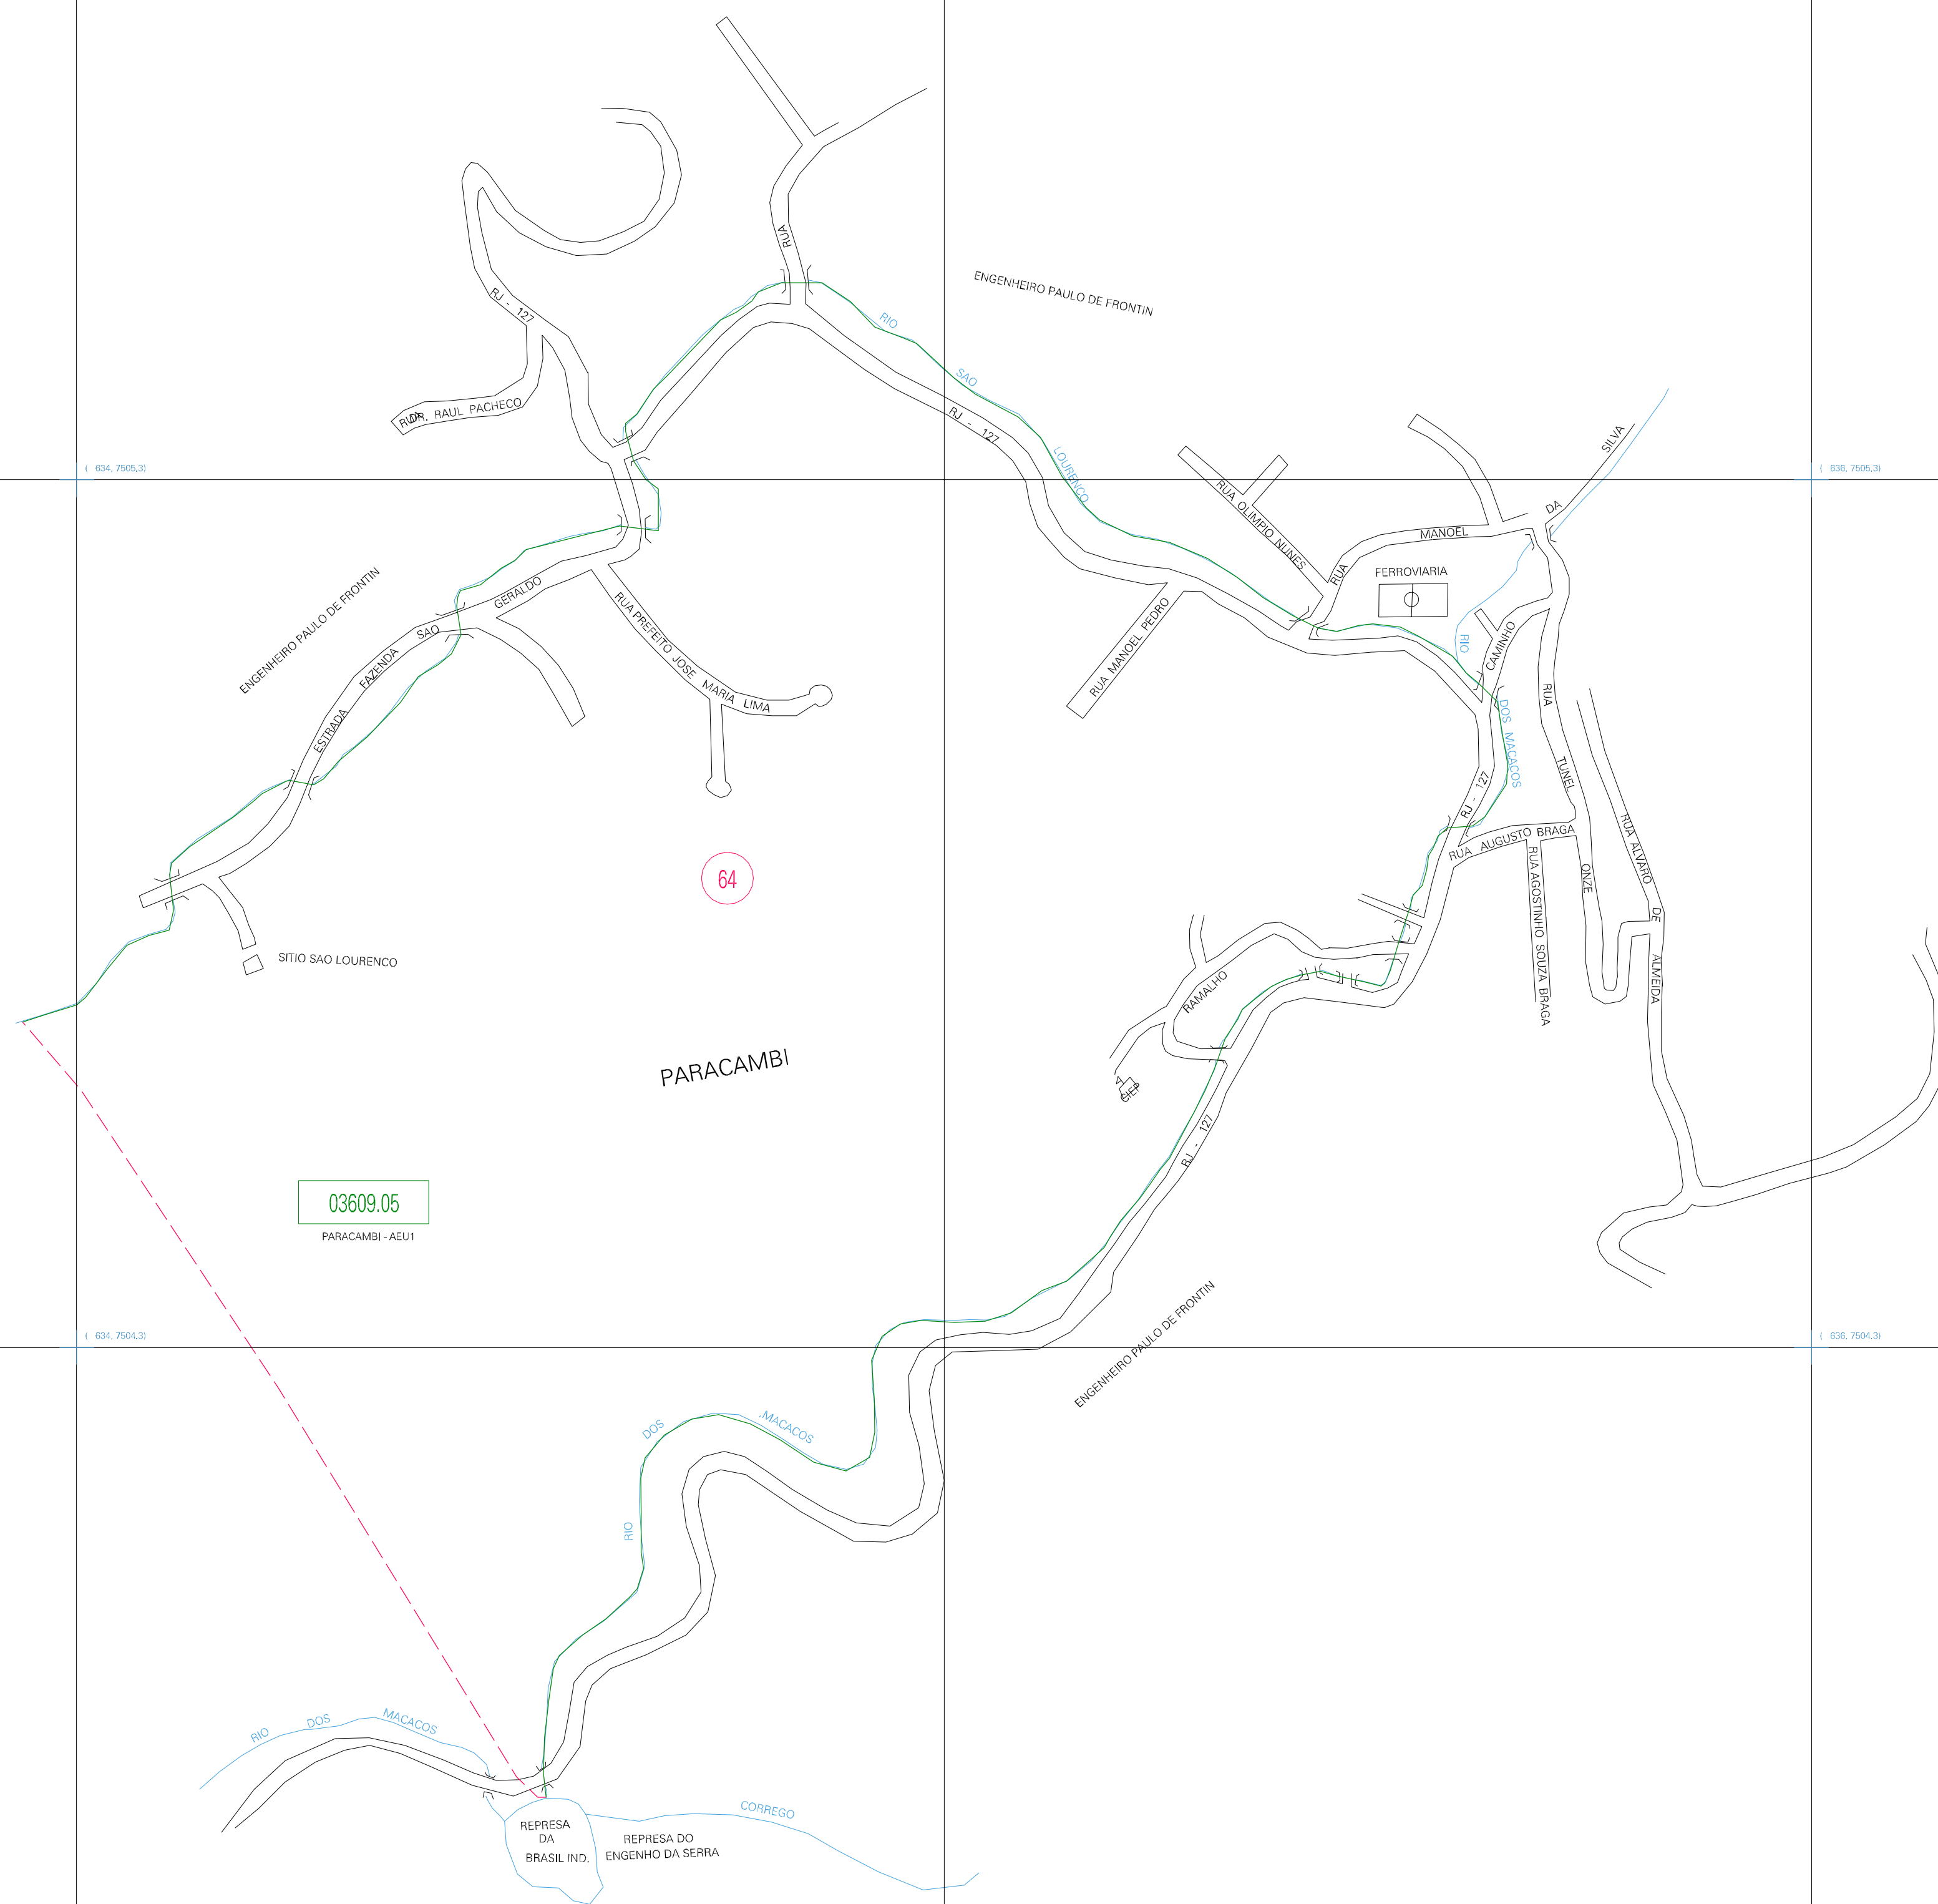 RUA
ENGENHEIRO PAULO DE FRONTIN
RJ - 127
RIO
SAO
LOURENCO
RUA
DR. RAUL PACHECO
RJ - 127
( 634, 7505,3)
( 636, 7505,3)
RUA OLIMPIO NUNES
RUA
MANOEL
DA
SILVA
FERROVIARIA
ENGENHEIRO PAULO DE FRONTIN
ESTRADA
FAZENDA
SAO
GERALDO
RUA PREFEITO JOSE MARIA LIMA
RUA MANOEL PEDRO
RIO
DOS MACACOS
CAMINHO
RUA
TUNEL
ONZE
RJ - 127
RUA AUGUSTO BRAGA
RUA AGOSTINHO SOUZA BRAGA
RUA ALVARO
DE
ALMEIDA
64
SITIO SAO LOURENCO
RAMALHO
A
CIEP
PARACAMBI
RJ - 127
03609.05
PARACAMBI - AEU1
ENGENHEIRO PAULO DE FRONTIN
( 634, 7504,3)
( 636, 7504,3)
RIO
DOS
.MACACOS
RIO
DOS
MACACOS
CORREGO
REPRESA
DA
BRASIL IND.
REPRESA DO
ENGENHO DA SERRA